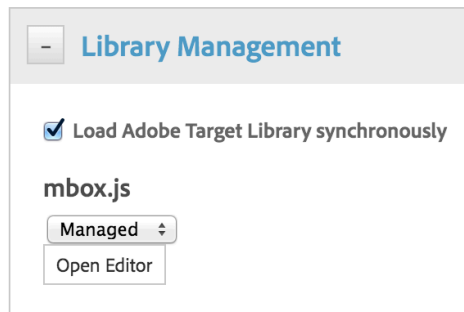 - Library Management
Load Adobe Target Library synchronously
mbox.js
Managed
Open Editor